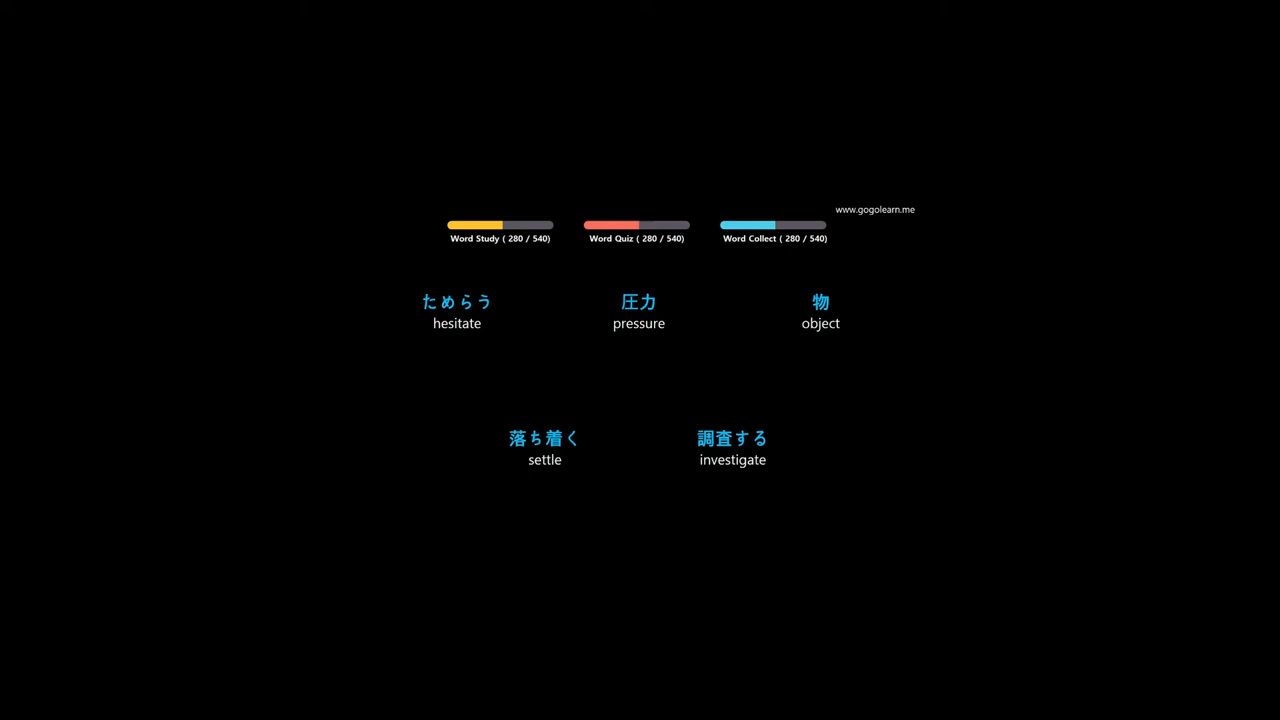 www.gogolearn.me
Word Study ( 280 / 540)
Word Quiz ( 280 / 540)
Word Collect ( 280 / 540)
ためらう
hesitate
圧力
pressure
物
object
落ち着く
settle
調査する
investigate